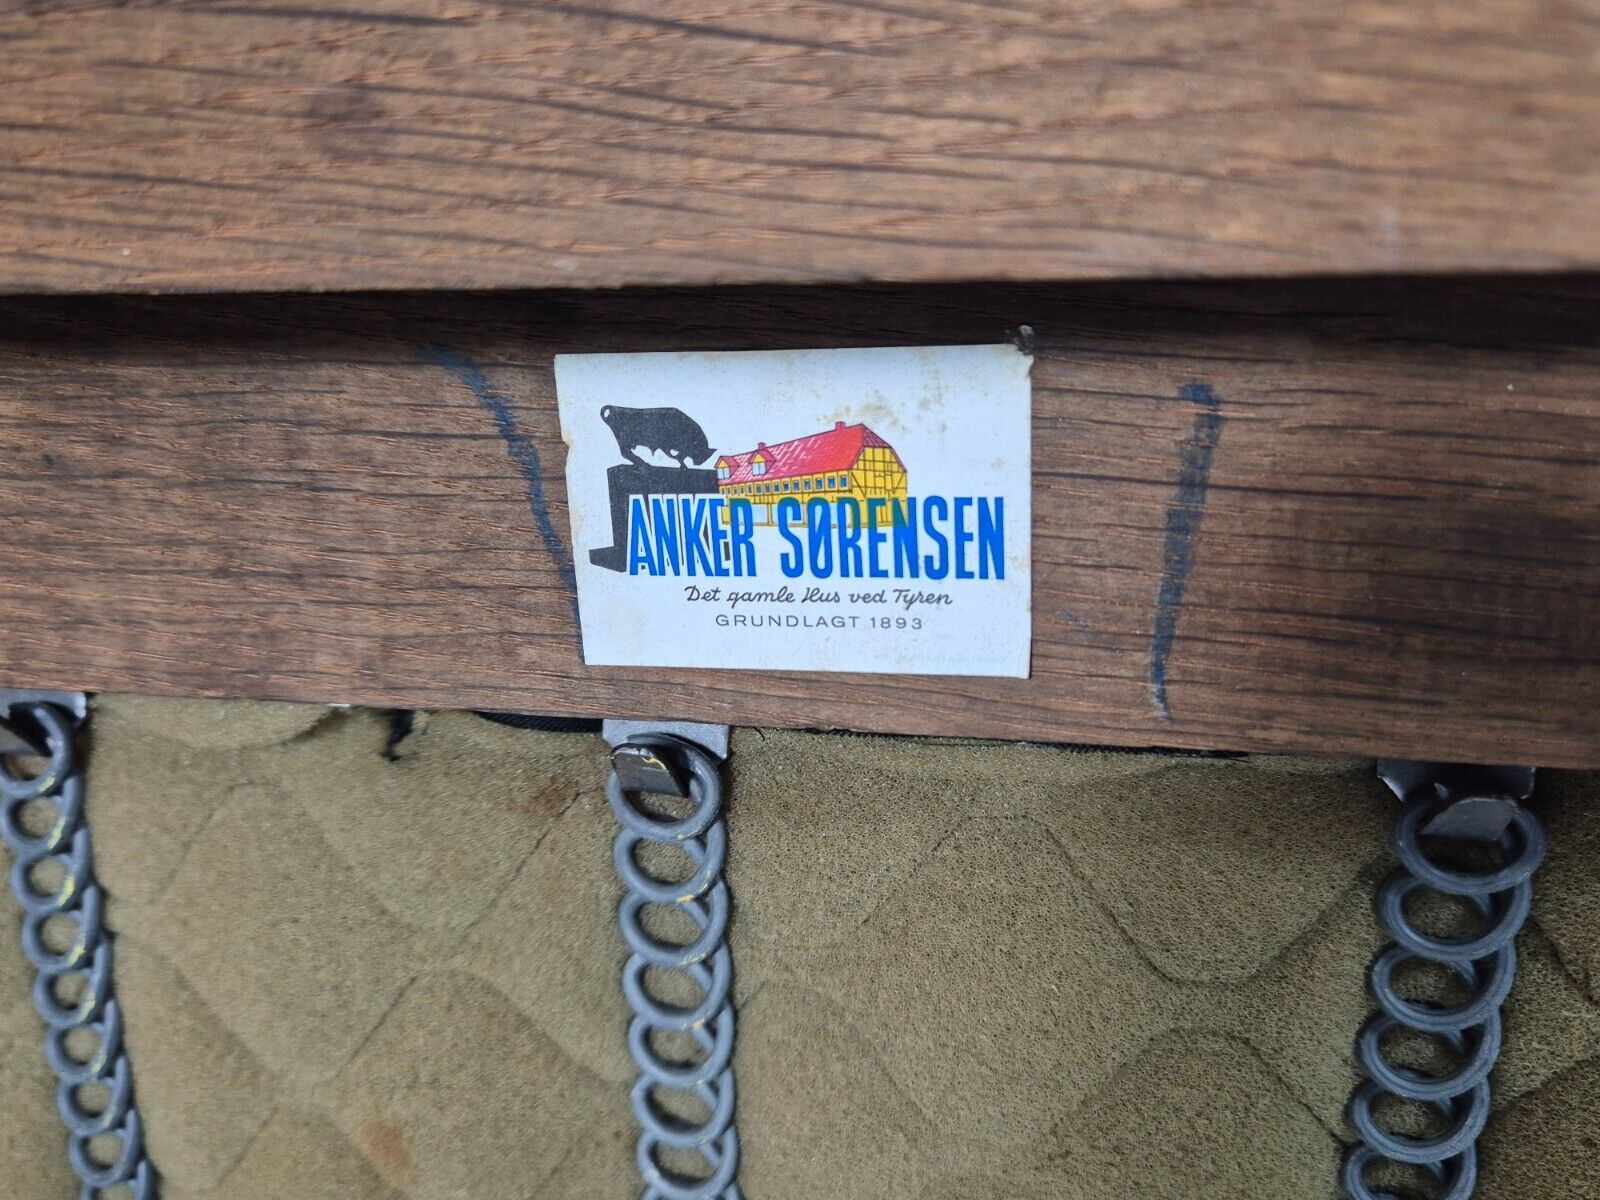 ANKER SØRENSEN
Det gamle Hus ved Tyren
GRUNDLAGT 1893